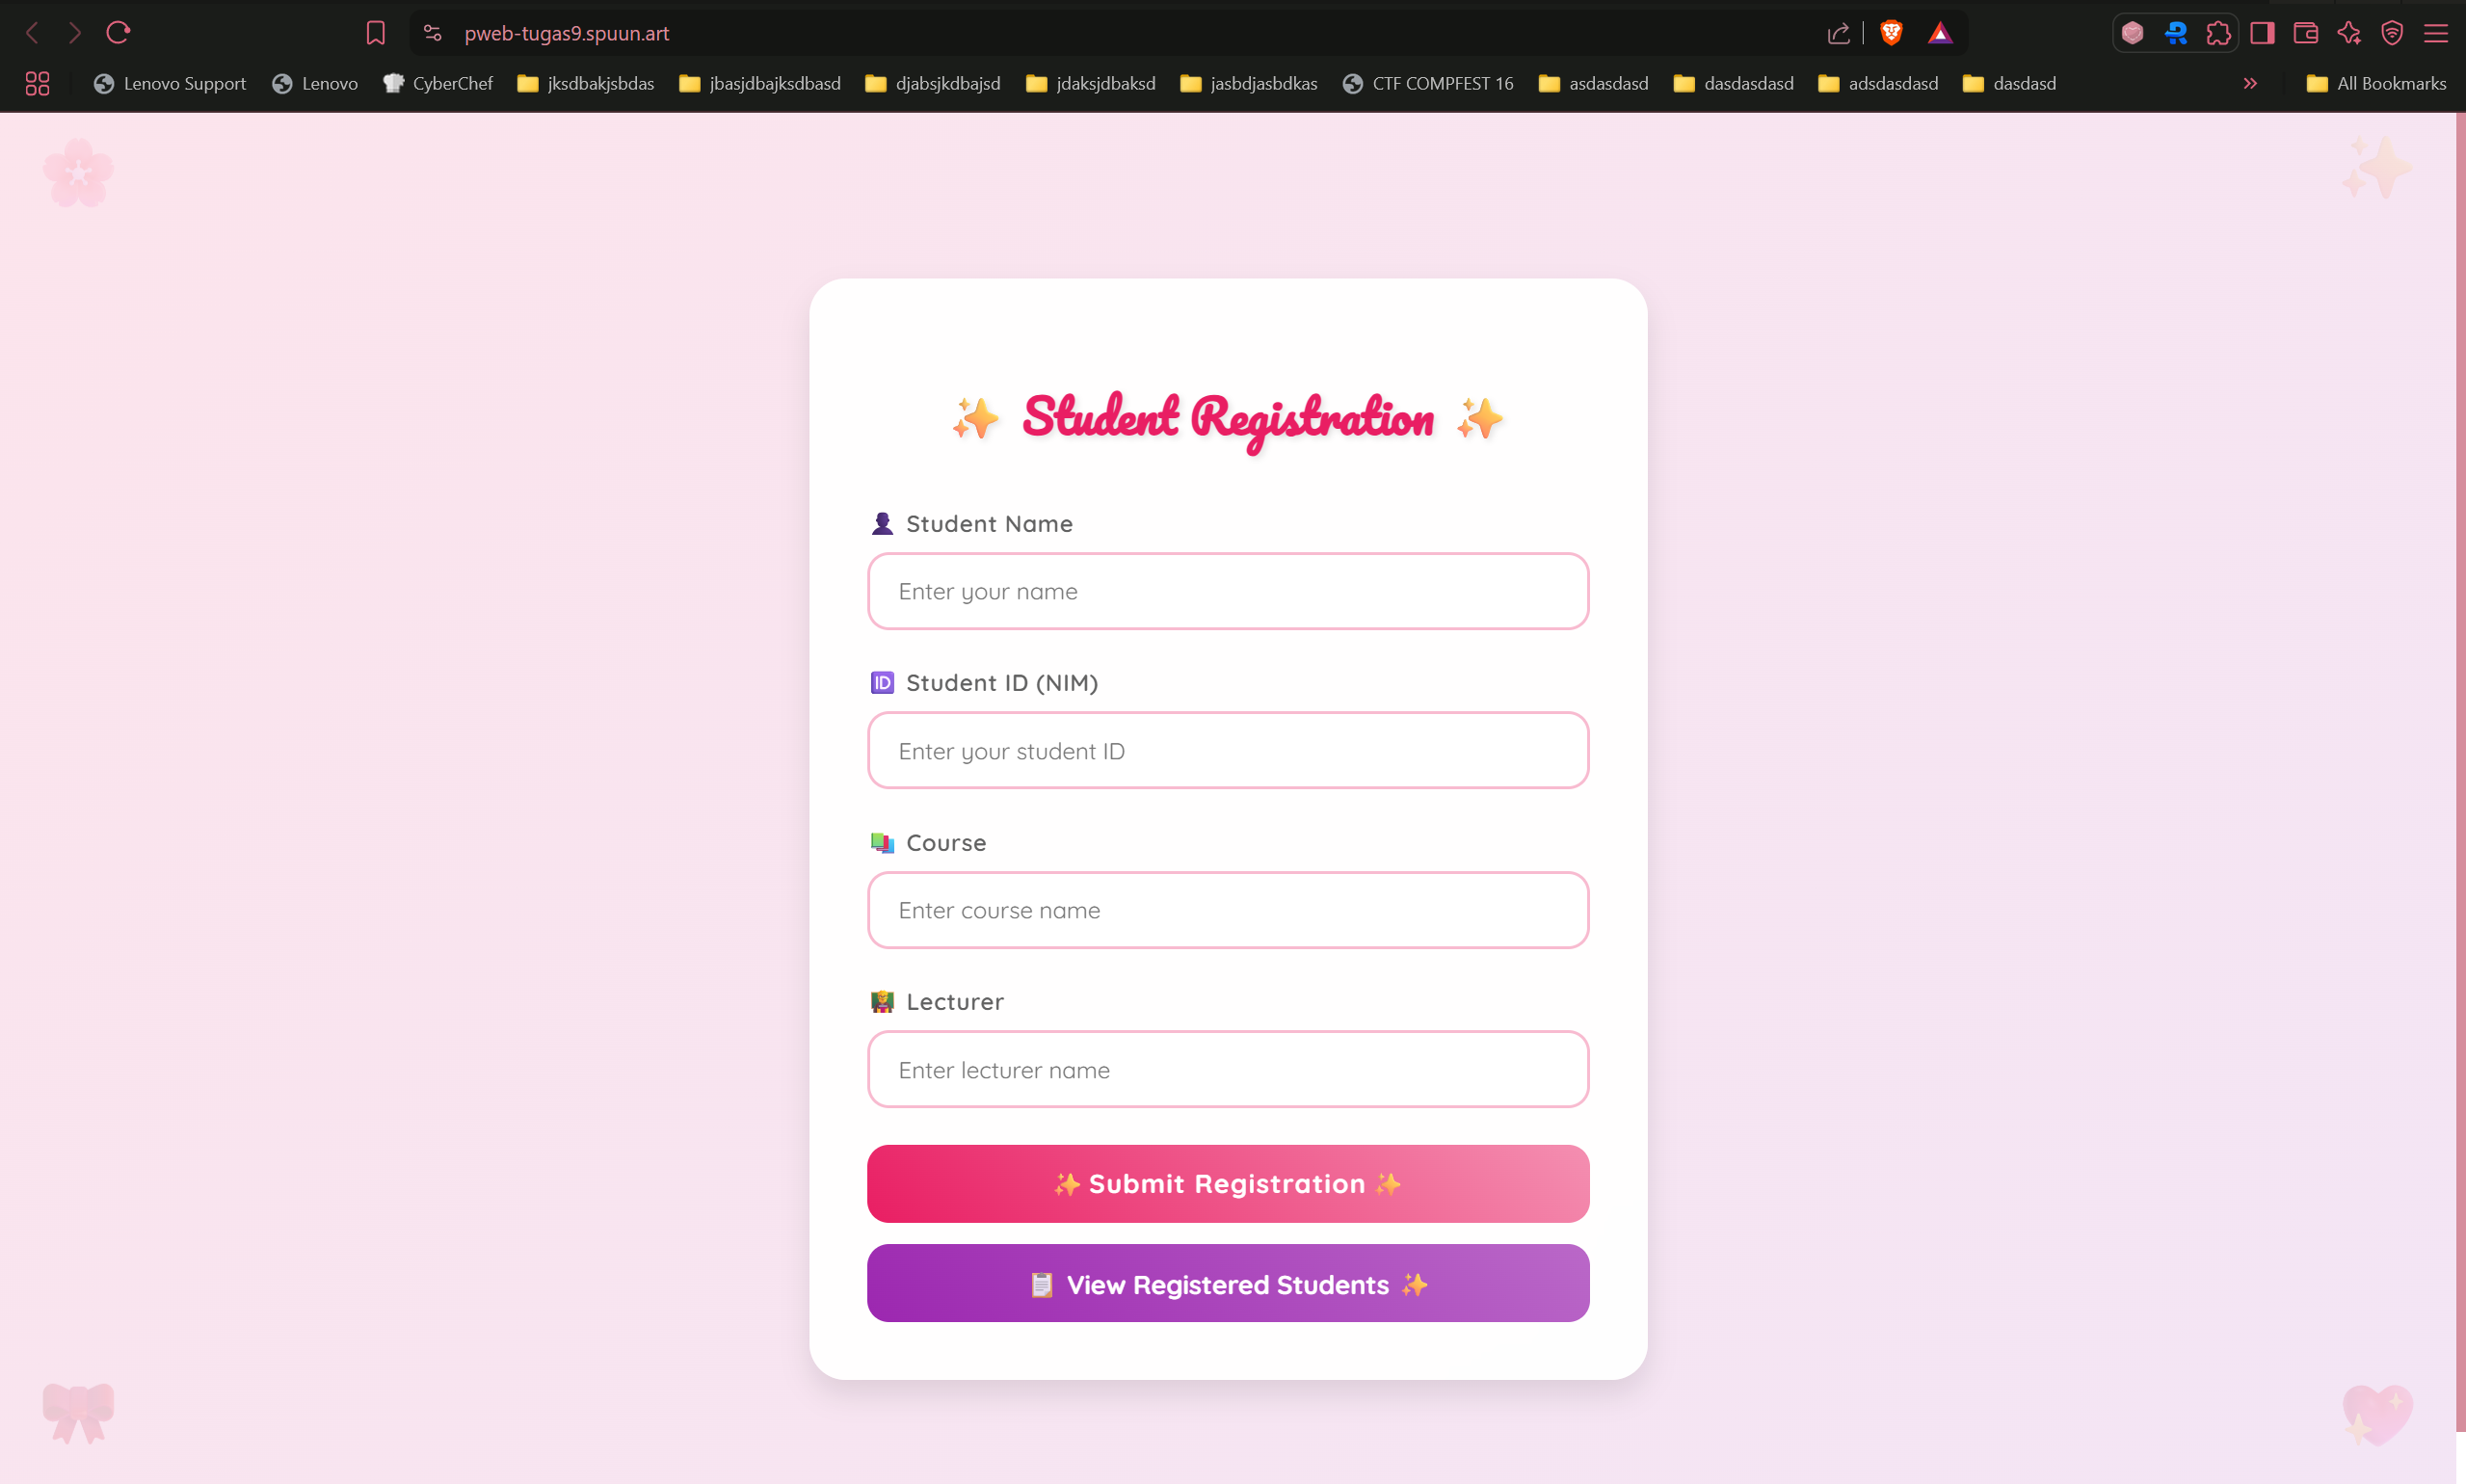 pweb-tugas9.spuun.art
Lenovo Support Lenovo CyberChef jksdbakjsbdas jbasjdbajksdbasd djabsjkdbajsd jdaksjdbaksd jasbdjasbdkas CTF COMPFEST 16 asdasdasd dasdasdasd adsdasdasd dasdasd All Bookmarks
Student Registration
Student Name
Enter your name
ID Student ID (NIM)
Enter your student ID
Course
Enter course name
Lecturer
Enter lecturer name
Submit Registration
View Registered Students